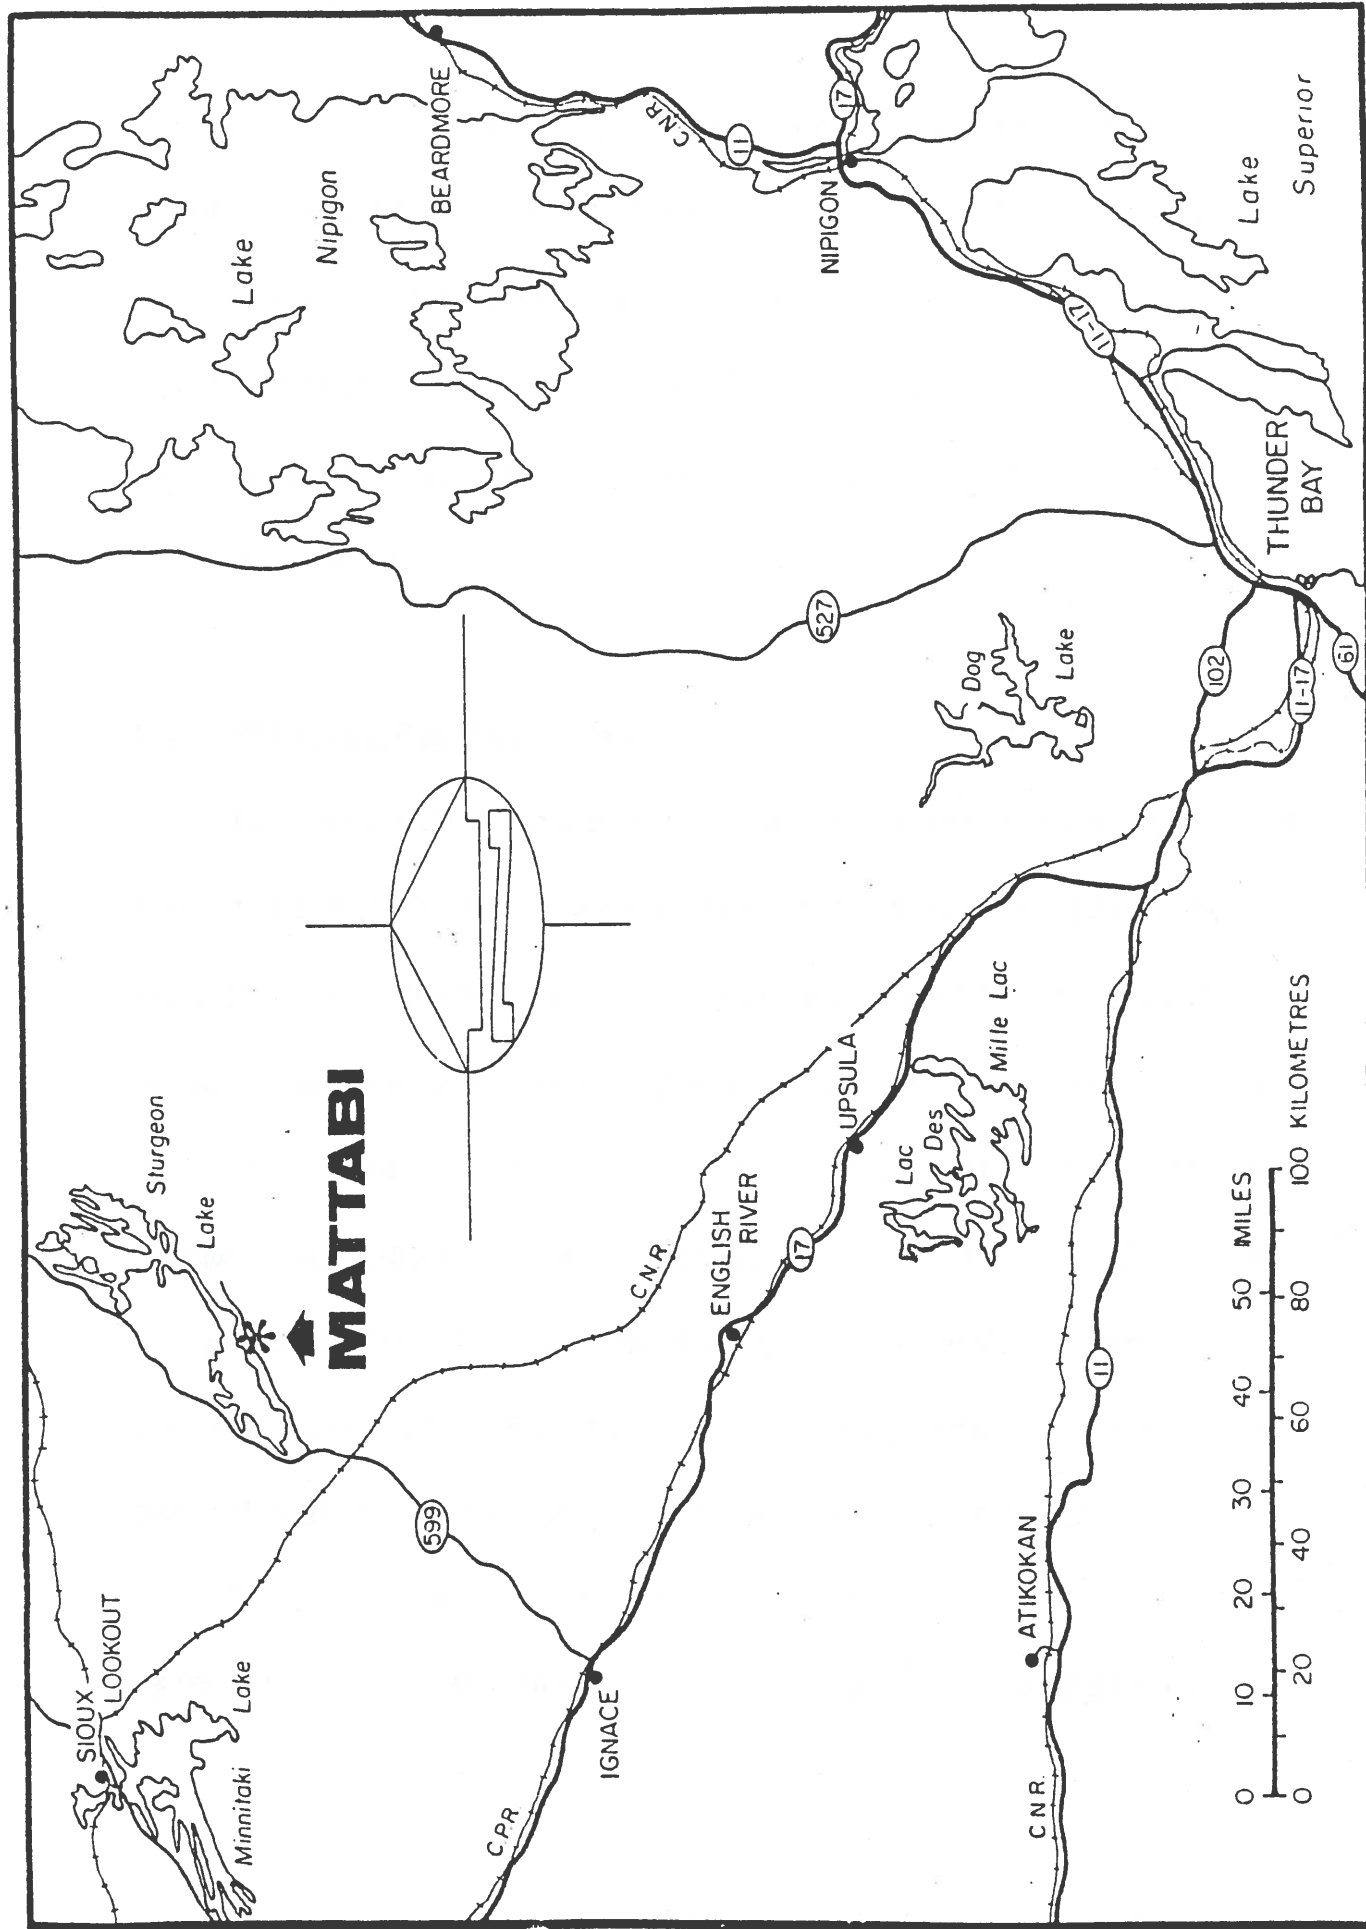 SIOUX
LOOKOUT
Minnitaki
Lake
Sturgeon
Lake
MATTABI
599
C.P.R.
IGNACE
C.N.R.
ENGLISH
RIVER
17
UPSULA
Lac
Des
Mille Lac
ATIKOKAN
C.N.R.
11
Lake
Nipigon
BEARDMORE
C.N.R.
11
17
NIPIGON
527
Dog
Lake
11-17
Lake
Superior
THUNDER
BAY
102
11-17
61
0 10 20 30 40 50 MILES
0 20 40 60 80 100 KILOMETRES